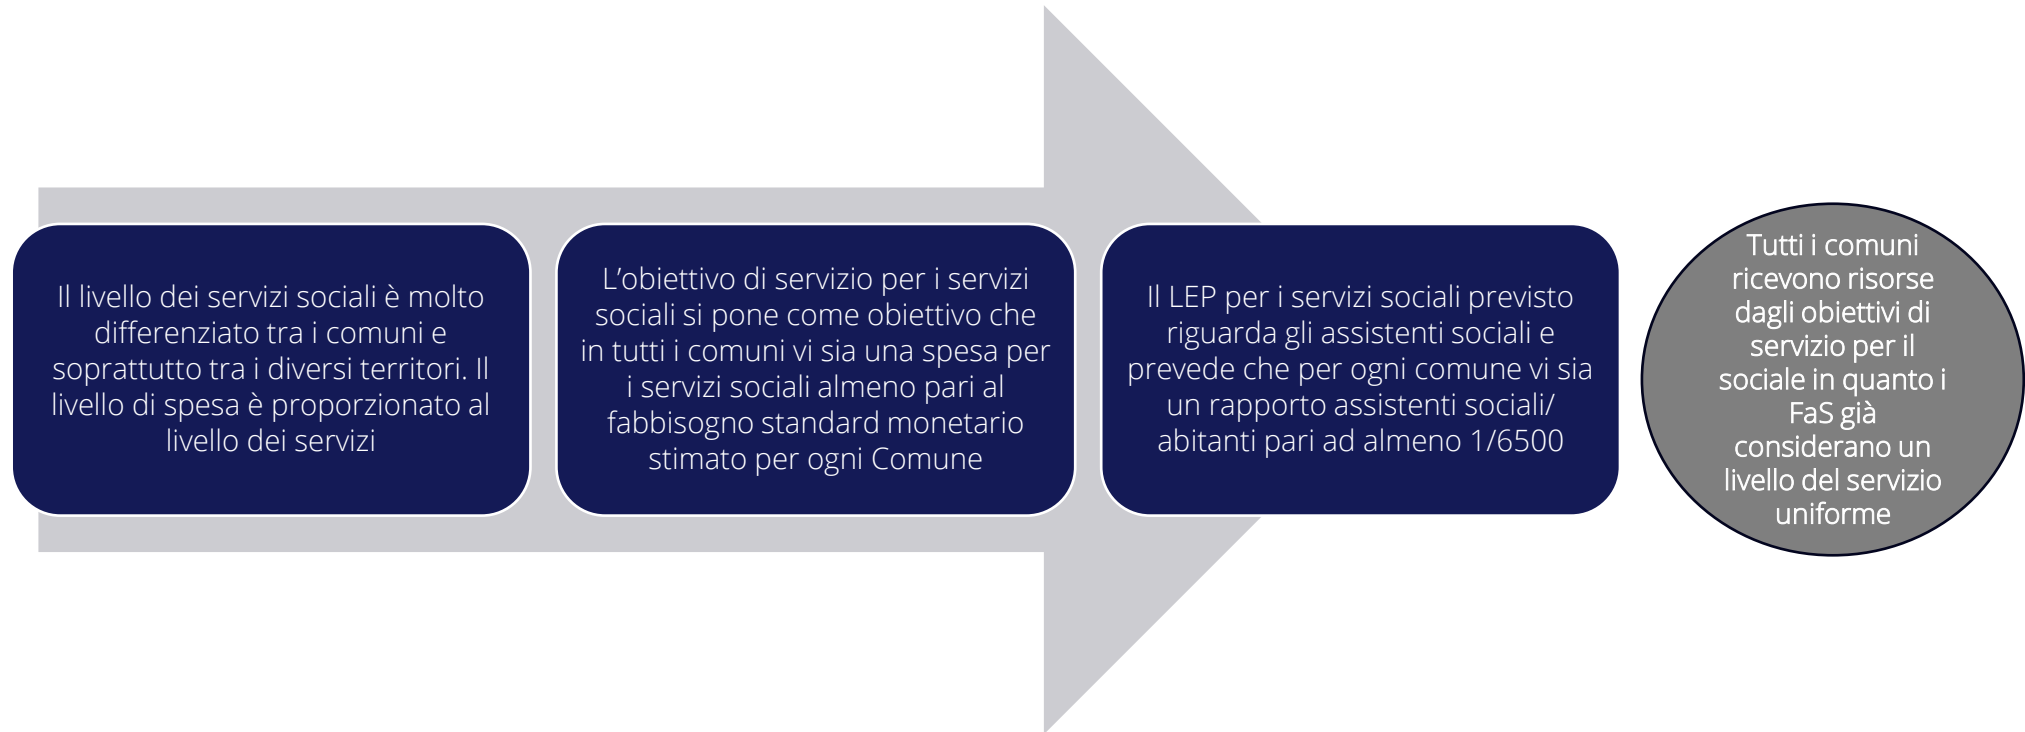 Il livello dei servizi sociali è molto
differenziato tra i comuni e
soprattutto tra i diversi territori. Il
livello di spesa è proporzionato al
livello dei servizi
L’obiettivo di servizio per i servizi
sociali si pone come obiettivo che
in tutti i comuni vi sia una spesa per
i servizi sociali almeno pari al
fabbisogno standard monetario
stimato per ogni Comune
Il LEP per i servizi sociali previsto
riguarda gli assistenti sociali e
prevede che per ogni comune vi sia
un rapporto assistenti sociali/
abitanti pari ad almeno 1/6500
Tutti i comuni
ricevono risorse
dagli obiettivi di
servizio per il
sociale in quanto i
FaS già
considerano un
livello del servizio
uniforme